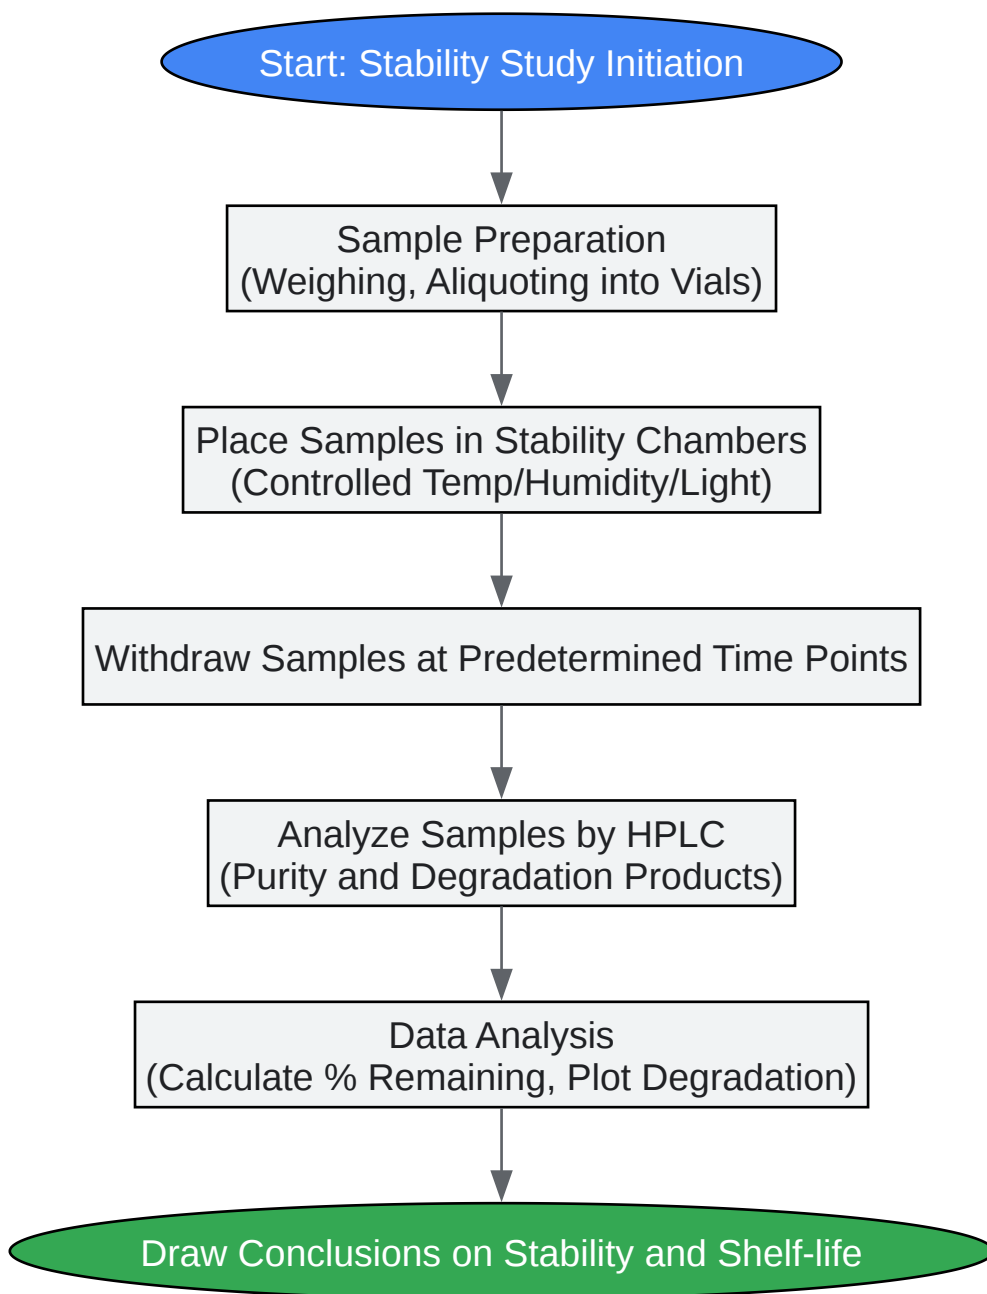 Start: Stability Study Initiation
Sample Preparation
(Weighing, Aliquoting into Vials)
Place Samples in Stability Chambers
(Controlled Temp/Humidity/Light)
Withdraw Samples at Predetermined Time Points
Analyze Samples by HPLC
(Purity and Degradation Products)
Data Analysis
(Calculate % Remaining, Plot Degradation)
Draw Conclusions on Stability and Shelf-life